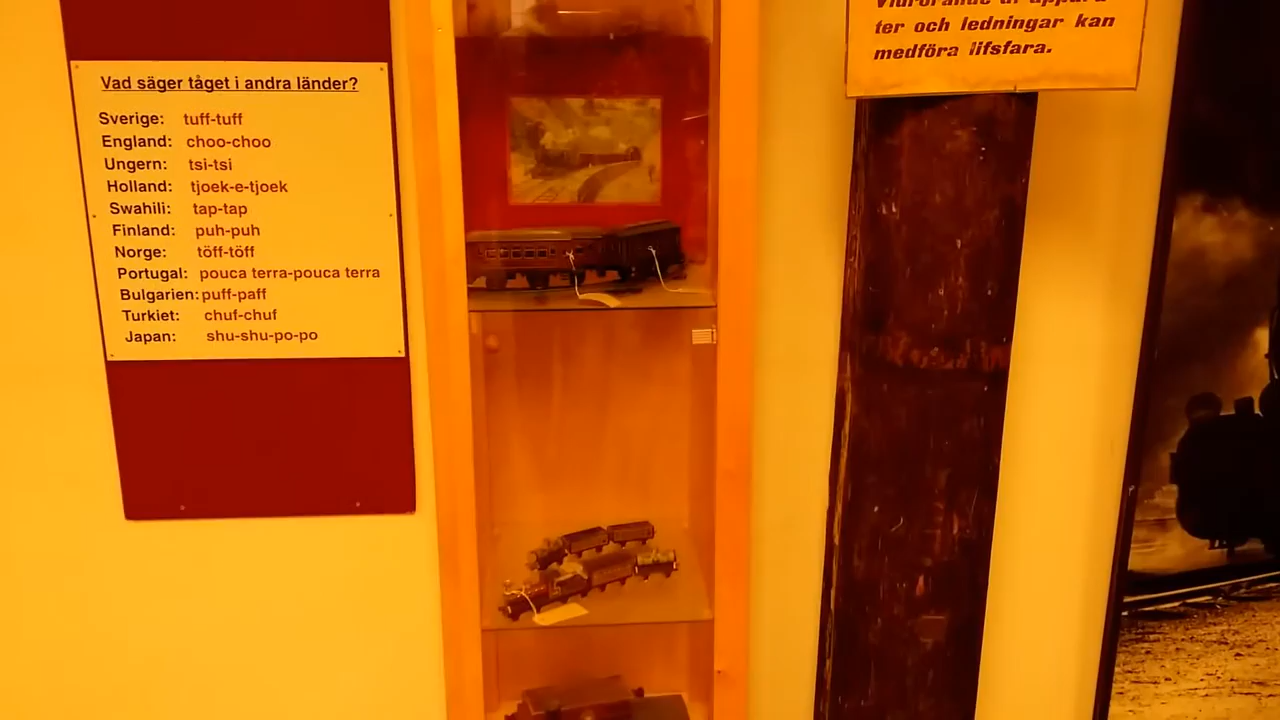 Vad säger tåget i andra länder?
Sverige: tuff-tuff
England: choo-choo
Ungern: tsi-tsi
Holland: tjoek-e-tjoek
Swahili: tap-tap
Finland: puh-puh
Norge: töff-töff
Portugal: pouca terra-pouca terra
Bulgarien: puff-paff
Turkiet: chuf-chuf
Japan: shu-shu-po-po
ter och ledningar kan
medföra lifsfara.